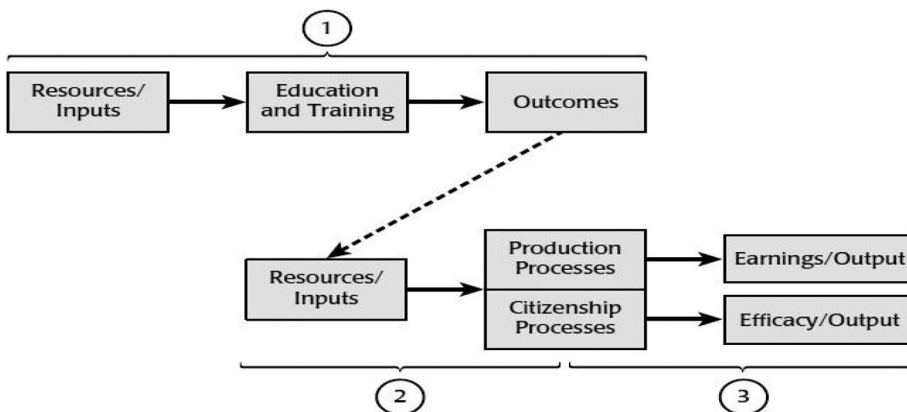 1
Resources/
Inputs
Education
and Training
Outcomes
Resources/
Inputs
Production
Processes
Earnings/Output
Citizenship
Processes
Efficacy/Output
2
3